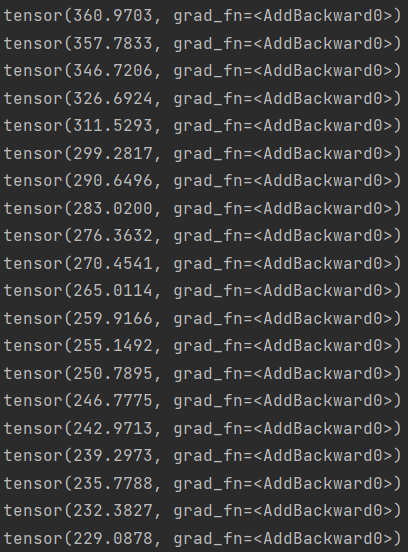 tensor(360.9703, grad_fn=<AddBackward0>)
tensor(357.7833, grad_fn=<AddBackward0>)
tensor(346.7206, grad_fn=<AddBackward0>)
tensor(326.6924, grad_fn=<AddBackward0>)
tensor(311.5293, grad_fn=<AddBackward0>)
tensor(299.2817, grad_fn=<AddBackward0>)
tensor(290.6496, grad_fn=<AddBackward0>)
tensor(283.0200, grad_fn=<AddBackward0>)
tensor(276.3632, grad_fn=<AddBackward0>)
tensor(270.4541, grad_fn=<AddBackward0>)
tensor(265.0114, grad_fn=<AddBackward0>)
tensor(259.9166, grad_fn=<AddBackward0>)
tensor(255.1492, grad_fn=<AddBackward0>)
tensor(250.7895, grad_fn=<AddBackward0>)
tensor(246.7775, grad_fn=<AddBackward0>)
tensor(242.9713, grad_fn=<AddBackward0>)
tensor(239.2973, grad_fn=<AddBackward0>)
tensor(235.7788, grad_fn=<AddBackward0>)
tensor(232.3827, grad_fn=<AddBackward0>)
tensor(229.0878, grad_fn=<AddBackward0>)